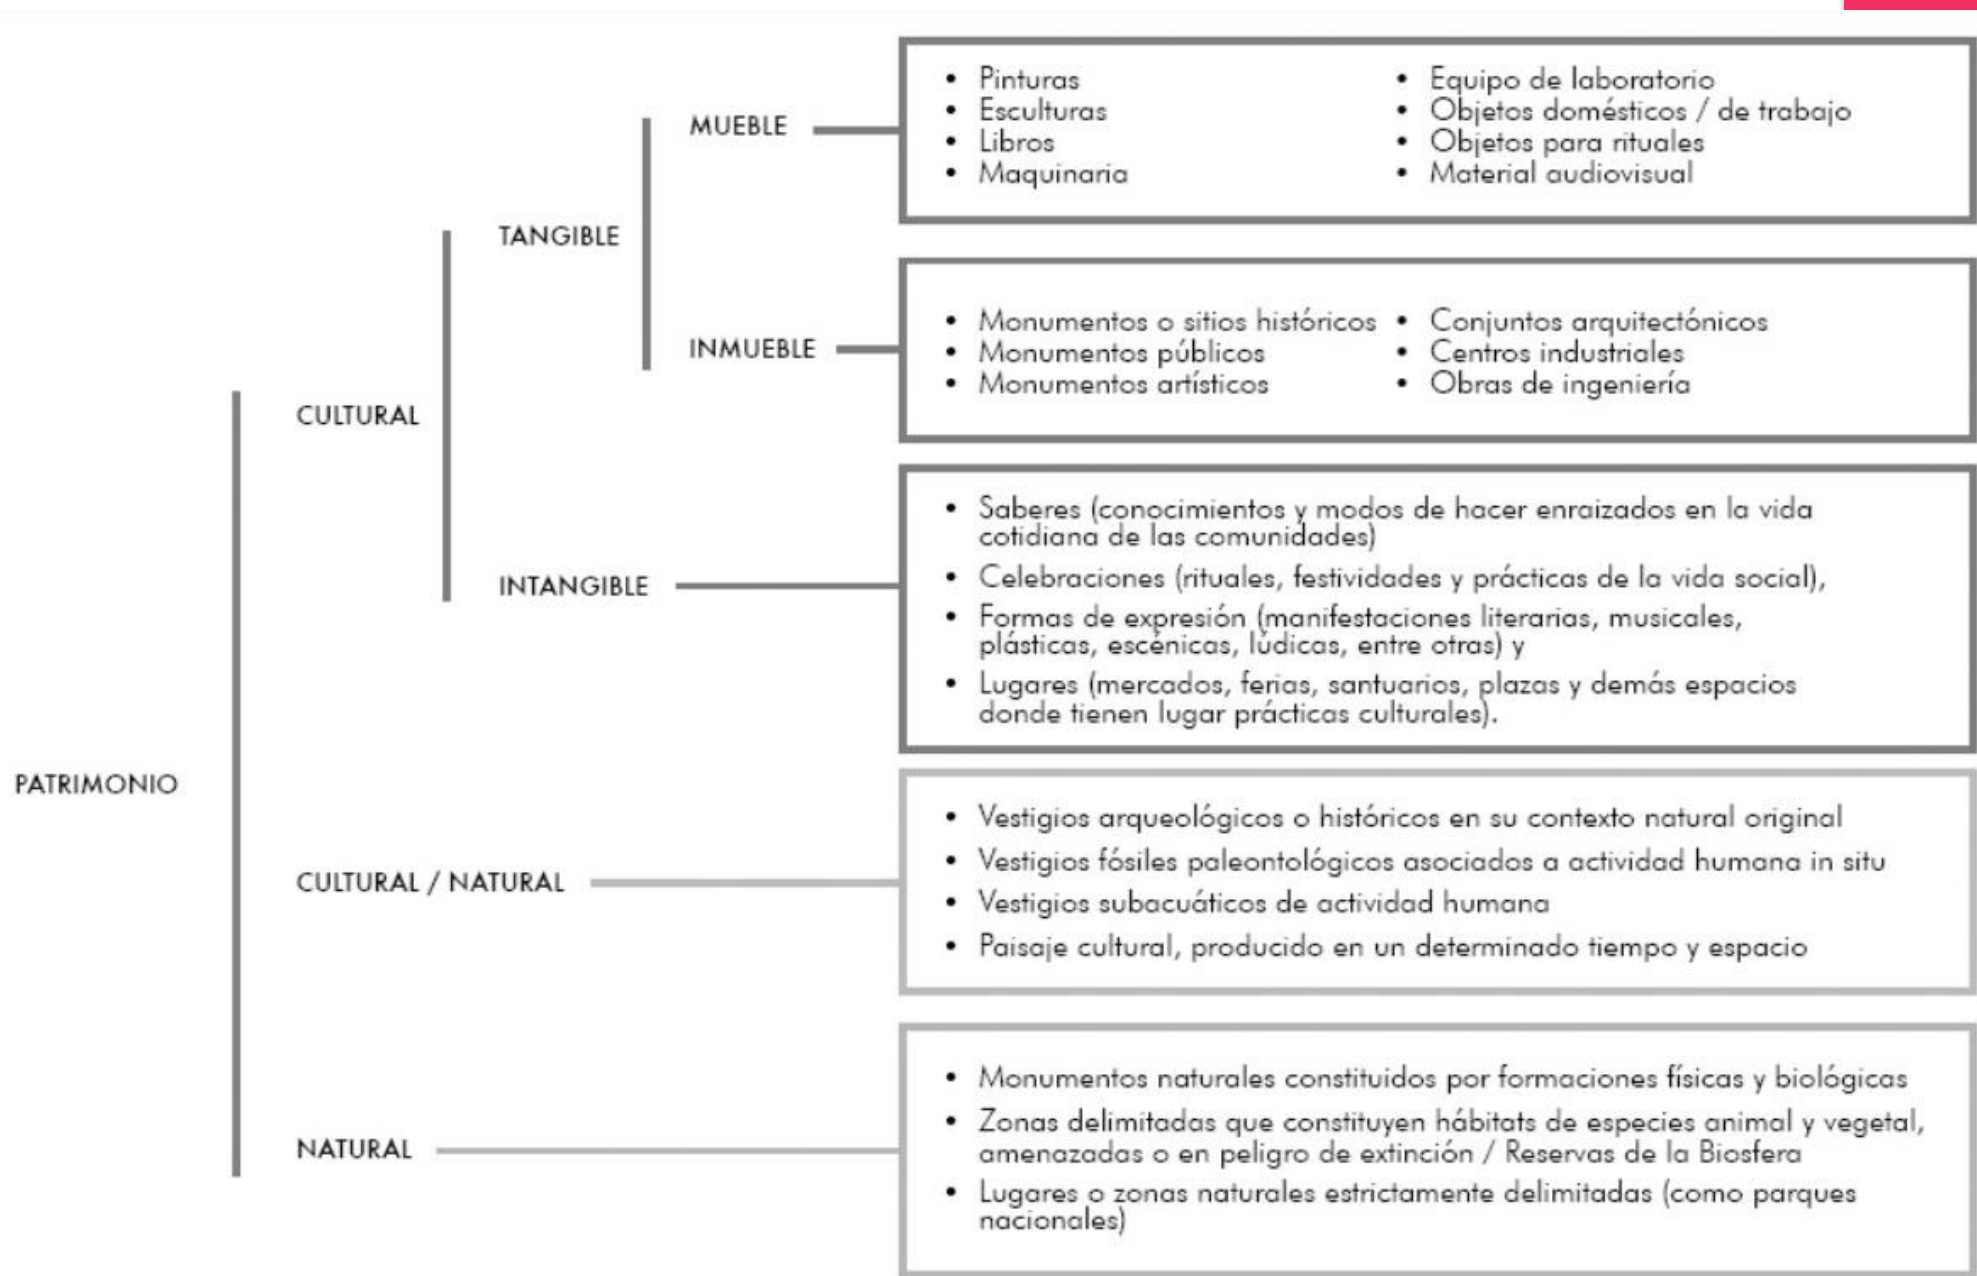 PATRIMONIO
CULTURAL
TANGIBLE
MUEBLE
• Pinturas
• Esculturas
• Libros
• Maquinaria
• Equipo de laboratorio
• Objetos domésticos / de trabajo
• Objetos para rituales
• Material audiovisual
INMUEBLE
• Monumentos o sitios históricos
• Monumentos públicos
• Monumentos artísticos
• Conjuntos arquitectónicos
• Centros industriales
• Obras de ingeniería
INTANGIBLE
• Saberes (conocimientos y modos de hacer enraizados en la vida
cotidiana de las comunidades)
• Celebraciones (rituales, festividades y prácticas de la vida social),
• Formas de expresión (manifestaciones literarias, musicales,
plásticas, escénicas, lúdicas, entre otras) y
• Lugares (mercados, ferias, santuarios, plazas y demás espacios
donde tienen lugar prácticas culturales).
CULTURAL / NATURAL
• Vestigios arqueológicos o históricos en su contexto natural original
• Vestigios fósiles paleontológicos asociados a actividad humana in situ
• Vestigios subacuáticos de actividad humana
• Paisaje cultural, producido en un determinado tiempo y espacio
NATURAL
• Monumentos naturales constituidos por formaciones físicas y biológicas
• Zonas delimitadas que constituyen hábitats de especies animal y vegetal,
amenazadas o en peligro de extinción / Reservas de la Biosfera
• Lugares o zonas naturales estrictamente delimitadas (como parques
nacionales)